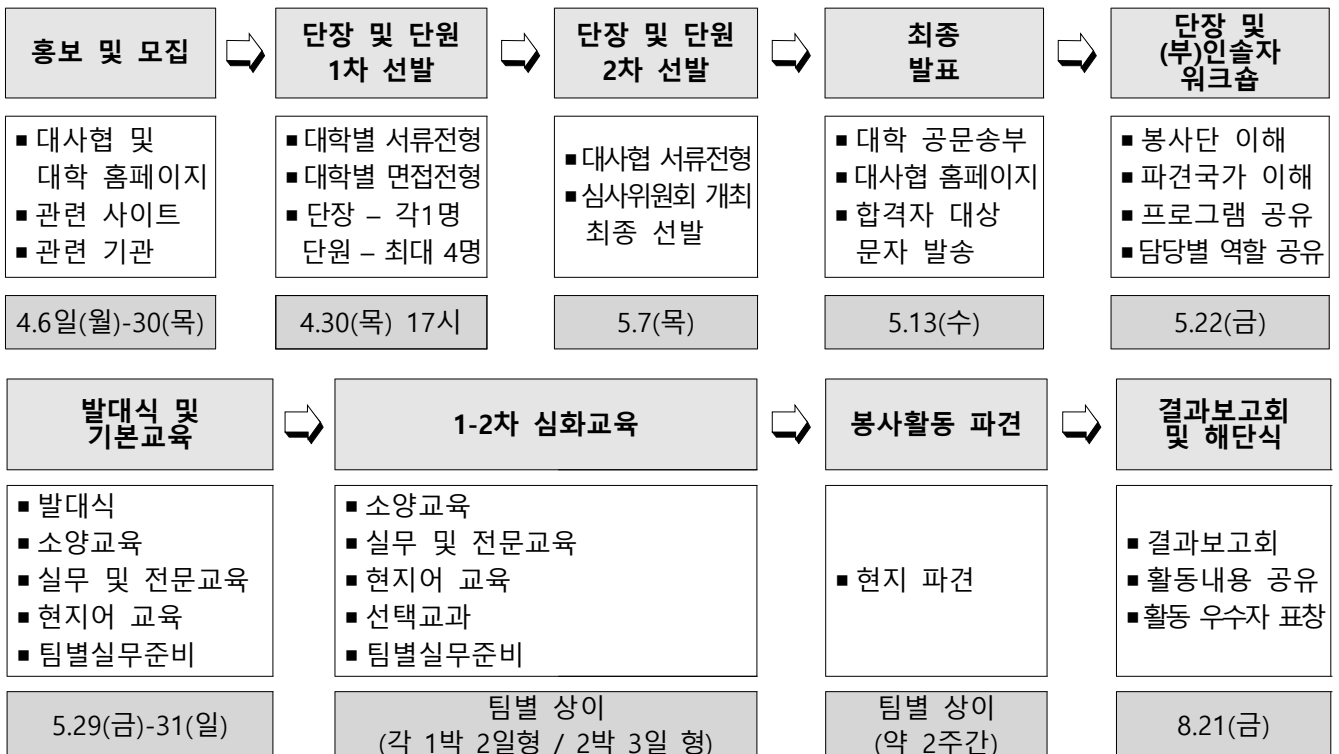 홍보 및 모집
단장 및 단원
1차 선발
단장 및 단원
2차 선발
최종
발표
단장 및
(부)인솔자
워크숍
■ 대사협 및
대학 홈페이지
■ 관련 사이트
■ 관련 기관
■ 대학별 서류전형
■ 대학별 면접전형
■ 단장 – 각1명
단원 – 최대 4명
■ 대사협 서류전형
■ 심사위원회 개최
최종 선발
■ 대학 공문송부
■ 대사협 홈페이지
■ 합격자 대상
문자 발송
■ 봉사단 이해
■ 파견국가 이해
■ 프로그램 공유
■ 담당별 역할 공유
4.6일(월)-30(목)
4.30(목) 17시
5.7(목)
5.13(수)
5.22(금)
발대식 및
기본교육
1-2차 심화교육
봉사활동 파견
결과보고회
및 해단식
■ 발대식
■ 소양교육
■ 실무 및 전문교육
■ 현지어 교육
■ 팀별실무준비
■ 소양교육
■ 실무 및 전문교육
■ 현지어 교육
■ 선택교과
■ 팀별실무준비
■ 현지 파견
■ 결과보고회
■ 활동내용 공유
■ 활동 우수자 표창
5.29(금)-31(일)
팀별 상이
(각 1박 2일형 / 2박 3일 형)
팀별 상이
(약 2주간)
8.21(금)